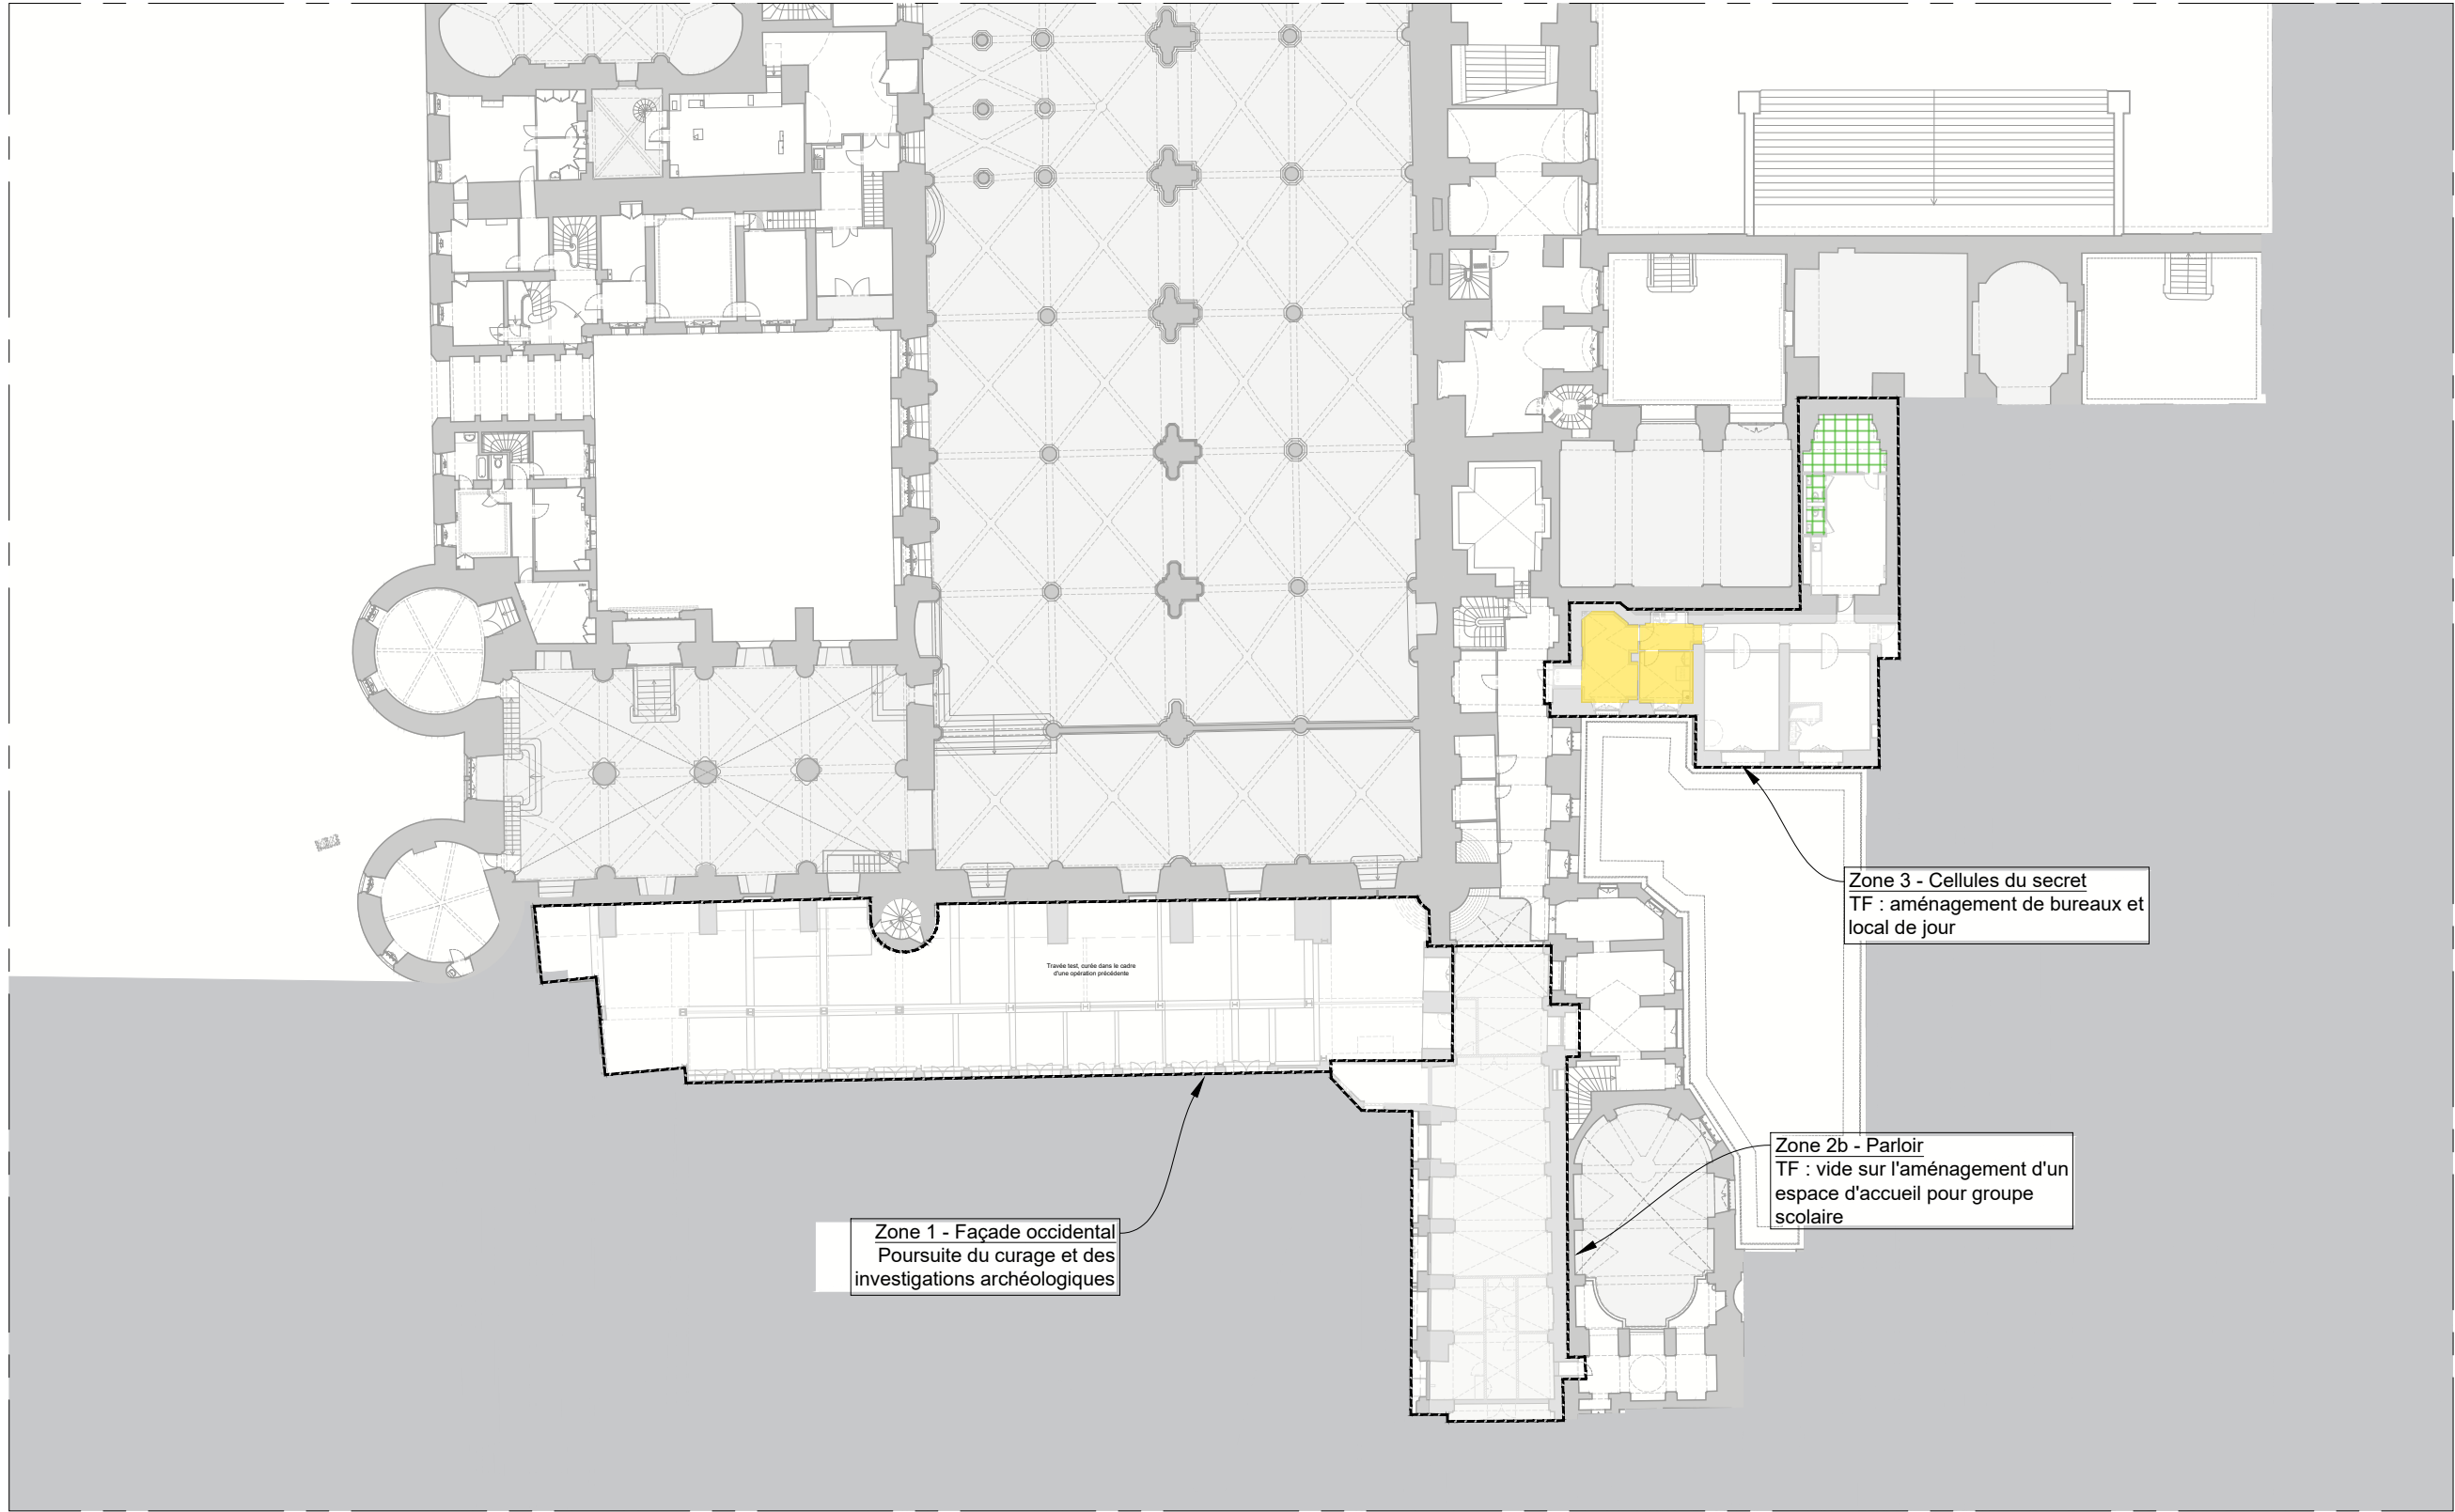 Travée test, curée dans le cadre
d'une opération précédente
Zone 3 - Cellules du secret
TF : aménagement de bureaux et
local de jour
Zone 2b - Parloir
TF : vide sur l'aménagement d'un
espace d'accueil pour groupe
scolaire
Zone 1 - Façade occidental
Poursuite du curage et des
investigations archéologiques